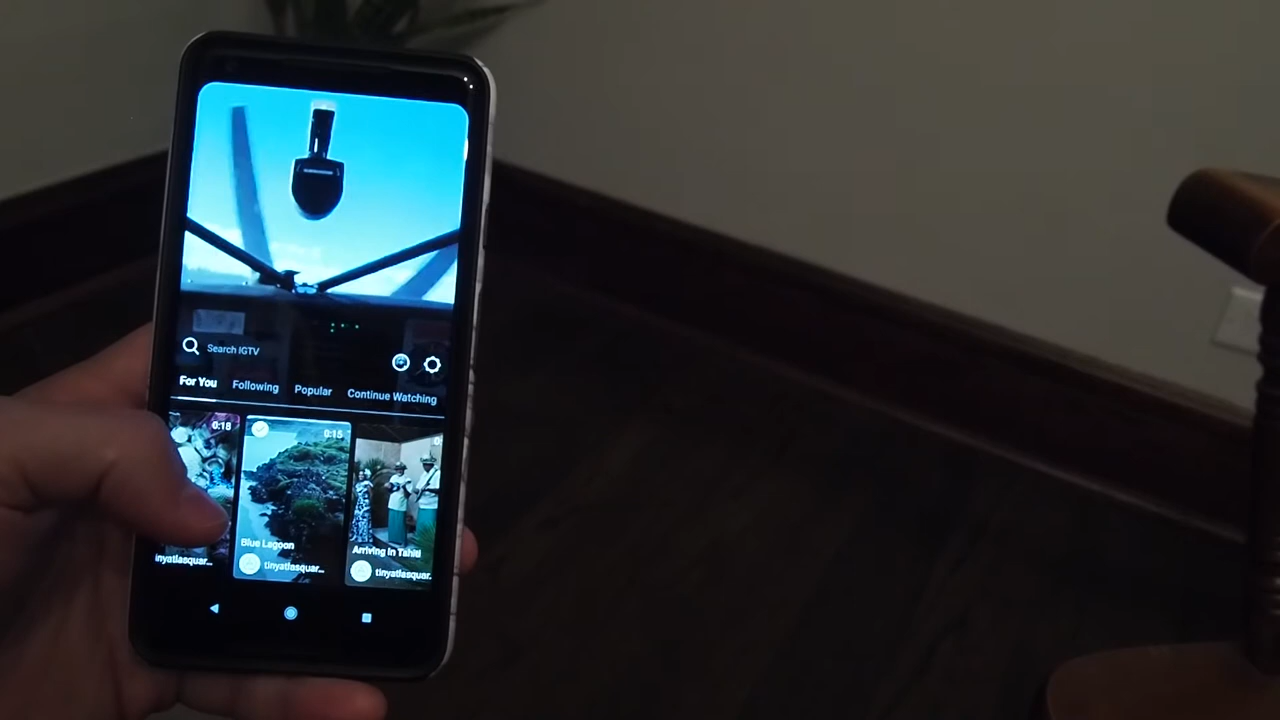 Search IGTV
For You Following Popular Continue Watching
0:18 0:15
Blue Lagoon
Arriving in Tahiti
inyatlasquar... tinyatlasquar... tinyatlasquar.